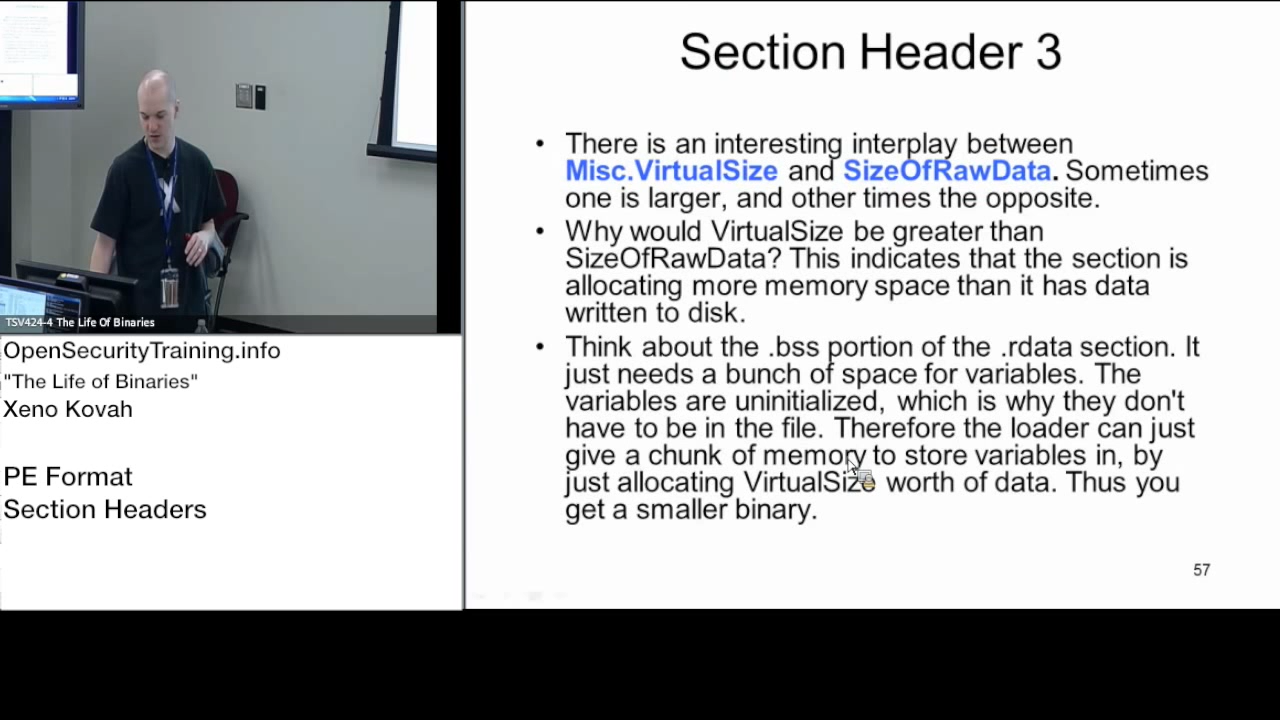 TSV424-4 The Life Of Binaries
OpenSecurityTraining.info
"The Life of Binaries"
Xeno Kovah
PE Format
Section Headers
Section Header 3
• There is an interesting interplay between
Misc.VirtualSize and SizeOfRawData. Sometimes
one is larger, and other times the opposite.
• Why would VirtualSize be greater than
SizeOfRawData? This indicates that the section is
allocating more memory space than it has data
written to disk.
• Think about the .bss portion of the .rdata section. It
just needs a bunch of space for variables. The
variables are uninitialized, which is why they don't
have to be in the file. Therefore the loader can just
give a chunk of memory to store variables in, by
just allocating VirtualSize worth of data. Thus you
get a smaller binary.
57